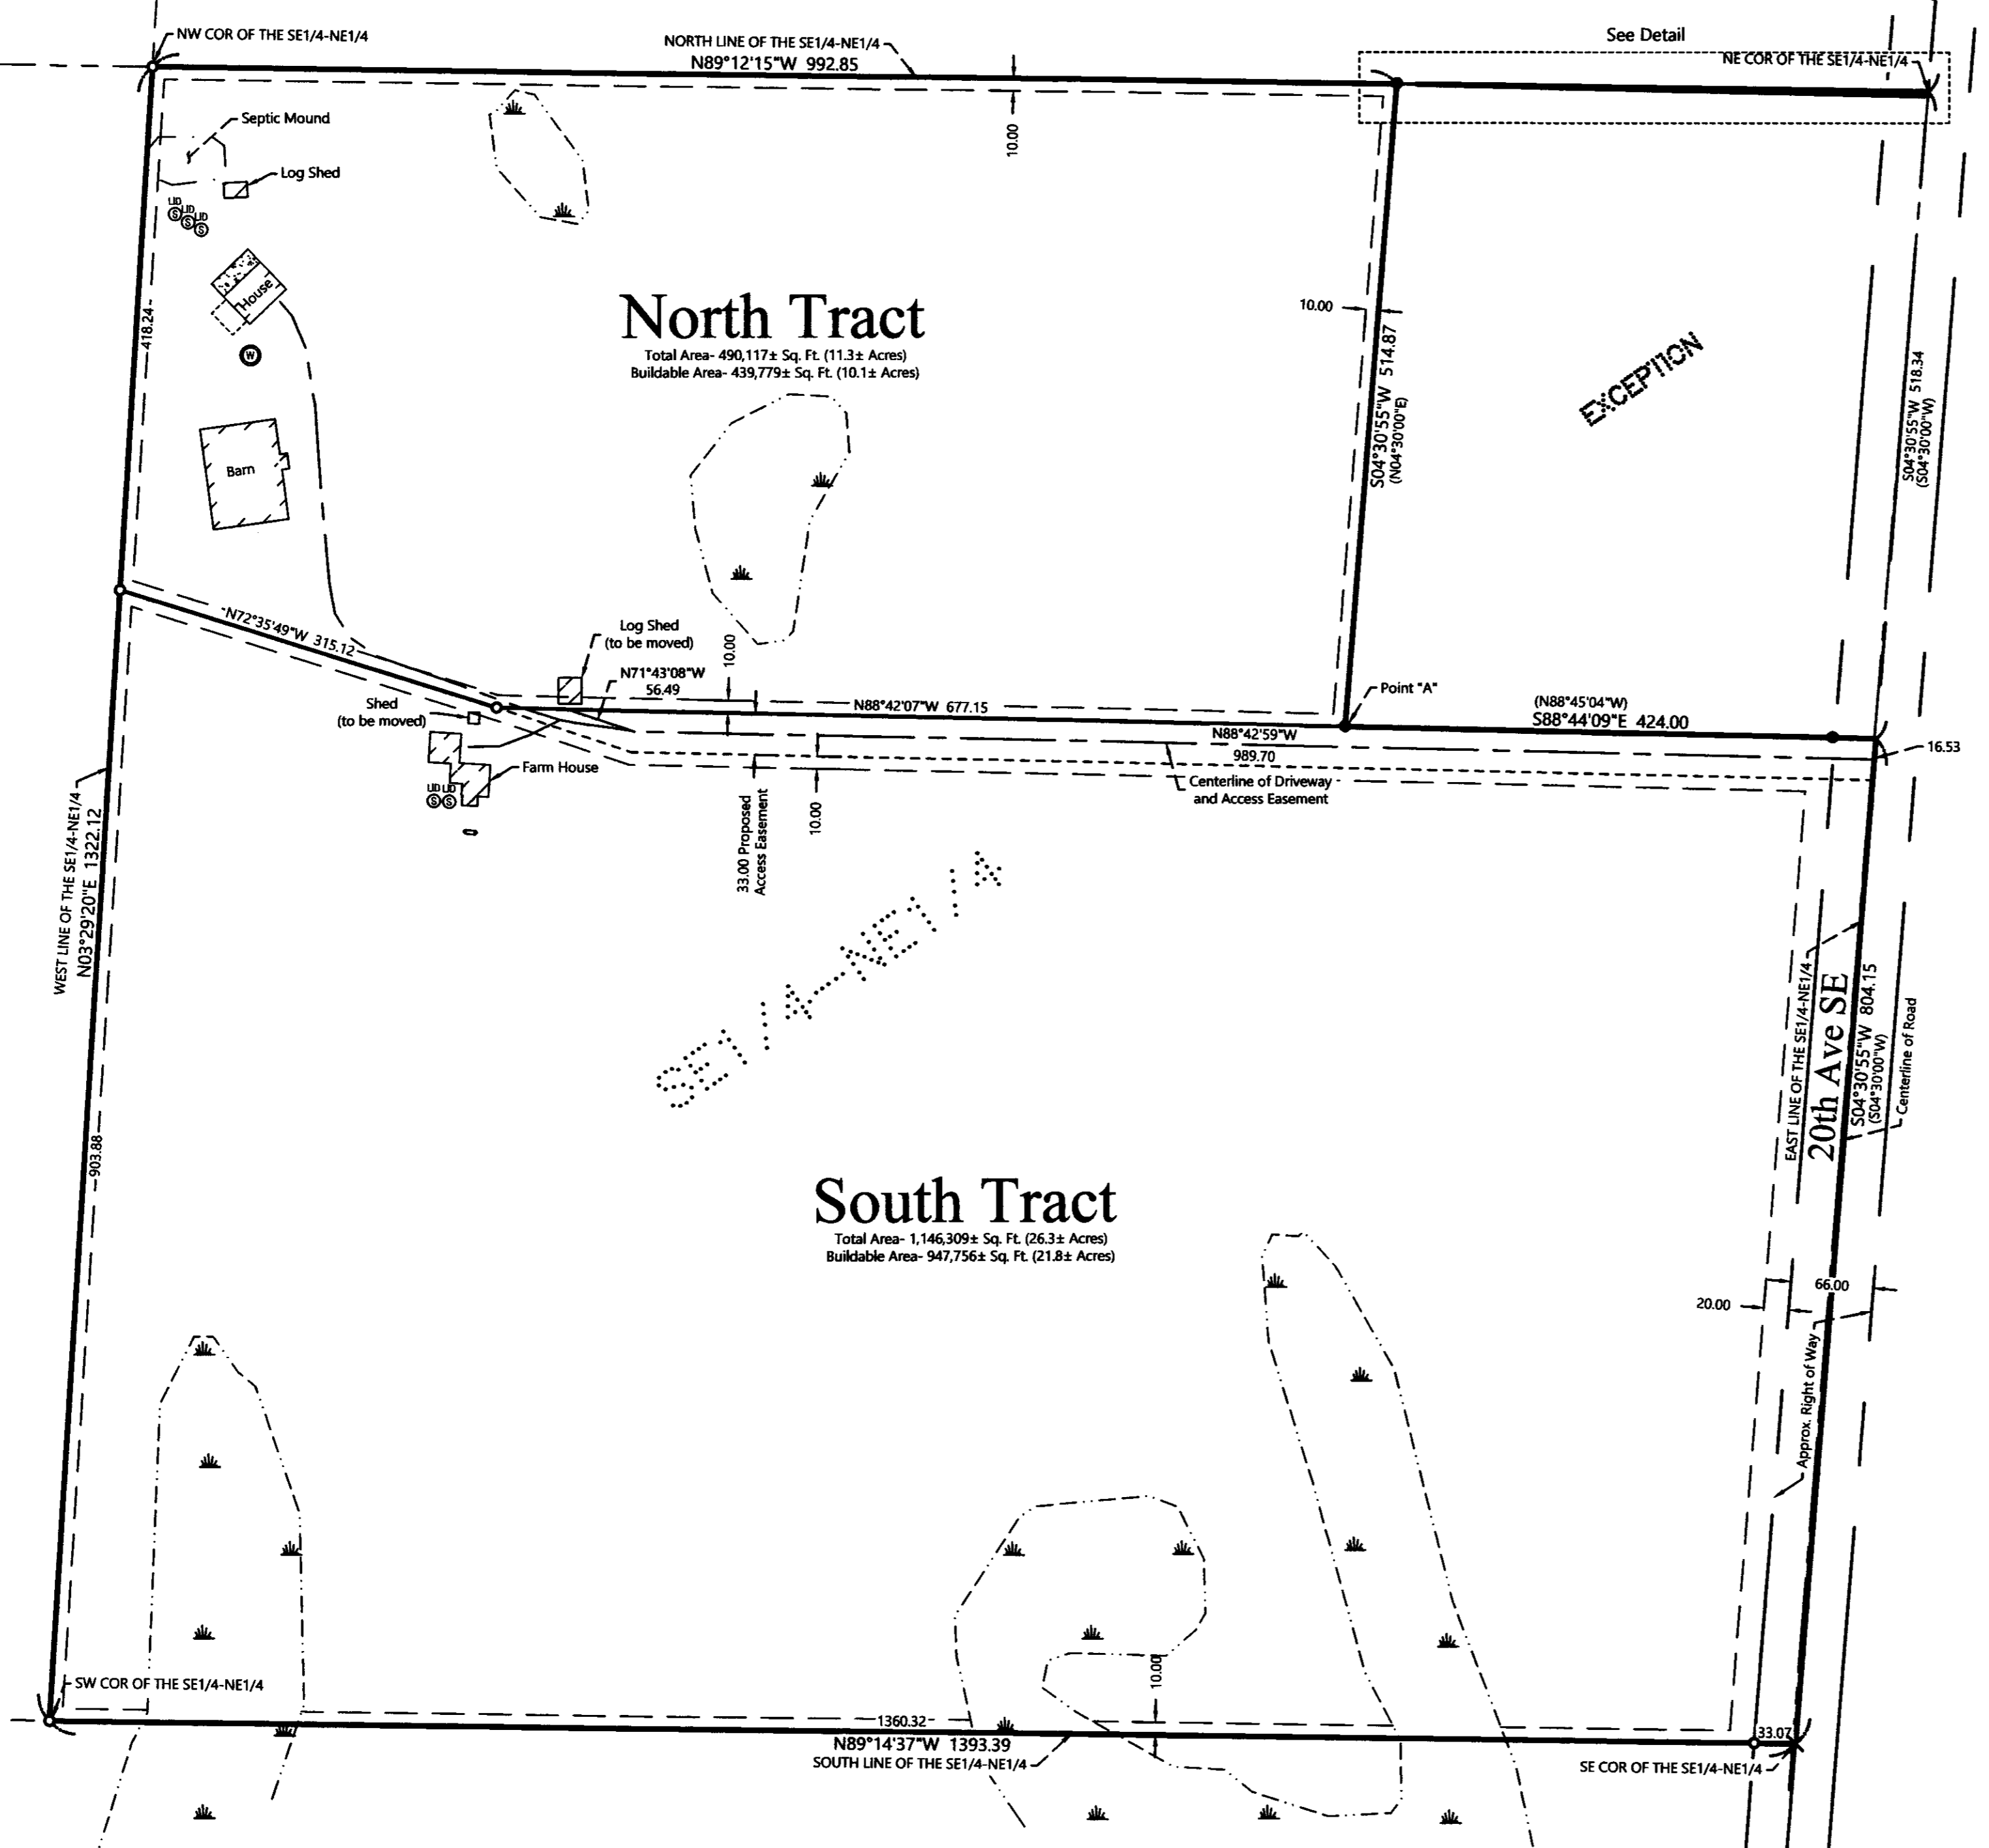 See Detail
NW COR OF THE SE1/4-NE1/4
NORTH LINE OF THE SE1/4-NE1/4
N89°12'15"W 992.85
NE COR OF THE SE1/4-NE1/4
Septic Mound
10.00
Log Shed
LID
LID
LID
S
S
S
House
418.24
W
North Tract
Total Area- 490,117± Sq. Ft. (11.3± Acres)
Buildable Area- 439,779± Sq. Ft. (10.1± Acres)
10.00
S04°30'55"W 514.87
(N04°30'00"E)
EXCEPTION
S04°30'55"W 518.34
(S04°30'00"W)
Barn
N72°35'49"W 315.12
Log Shed
(to be moved)
10.00
N71°43'08"W
56.49
Shed
(to be moved)
N88°42'07"W 677.15
Point "A"
(N88°45'04"W)
S88°44'09"E 424.00
N88°42'59"W
989.70
16.53
Farm House
LID LID
S S
Centerline of Driveway
and Access Easement
33.00 Proposed
Access Easement
10.00
WEST LINE OF THE SE1/4-NE1/4
N03°29'20"E 1322.12
SE1/4-NE1/4
EAST LINE OF THE SE1/4-NE1/4
20th Ave SE
S04°30'55"W 804.15
(S04°30'00"W)
Centerline of Road
903.88
South Tract
Total Area- 1,146,309± Sq. Ft. (26.3± Acres)
Buildable Area- 947,756± Sq. Ft. (21.8± Acres)
66.00
20.00
Approx. Right of Way
SW COR OF THE SE1/4-NE1/4
10.00
1360.32
N89°14'37"W 1393.39
SOUTH LINE OF THE SE1/4-NE1/4
33.07
SE COR OF THE SE1/4-NE1/4